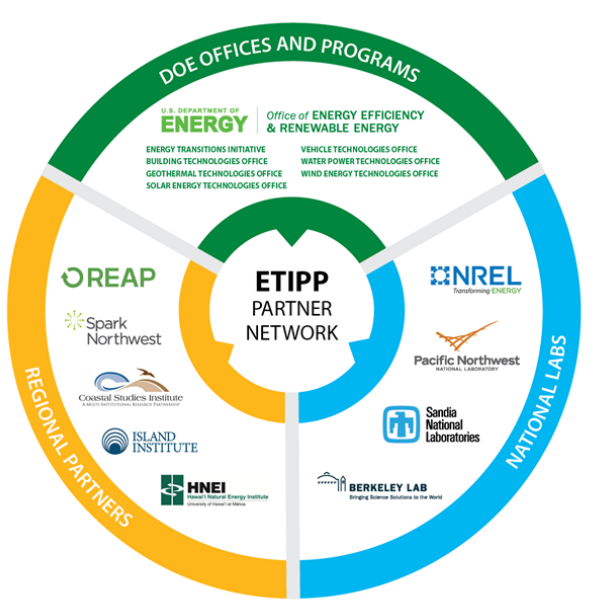 DOE OFFICES AND PROGRAMS
U.S. DEPARTMENT OF
ENERGY
Office of ENERGY EFFICIENCY
& RENEWABLE ENERGY
ENERGY TRANSITIONS INITIATIVE
BUILDING TECHNOLOGIES OFFICE
GEOTHERMAL TECHNOLOGIES OFFICE
SOLAR ENERGY TECHNOLOGIES OFFICE
VEHICLE TECHNOLOGIES OFFICE
WATER POWER TECHNOLOGIES OFFICE
WIND ENERGY TECHNOLOGIES OFFICE
ETIPP
PARTNER
NETWORK
REGIONAL PARTNERS
REAP
Spark
Northwest
Coastal Studies Institute
A MULTI-INSTITUTIONAL RESEARCH PARTNERSHIP
ISLAND
INSTITUTE
HNEI
Hawai'i Natural Energy Institute
University of Hawai'i at Mānoa
NATIONAL LABS
NREL
Transforming ENERGY
Pacific Northwest
NATIONAL LABORATORY
Sandia
National
Laboratories
BERKELEY LAB
Bringing Science Solutions to the World